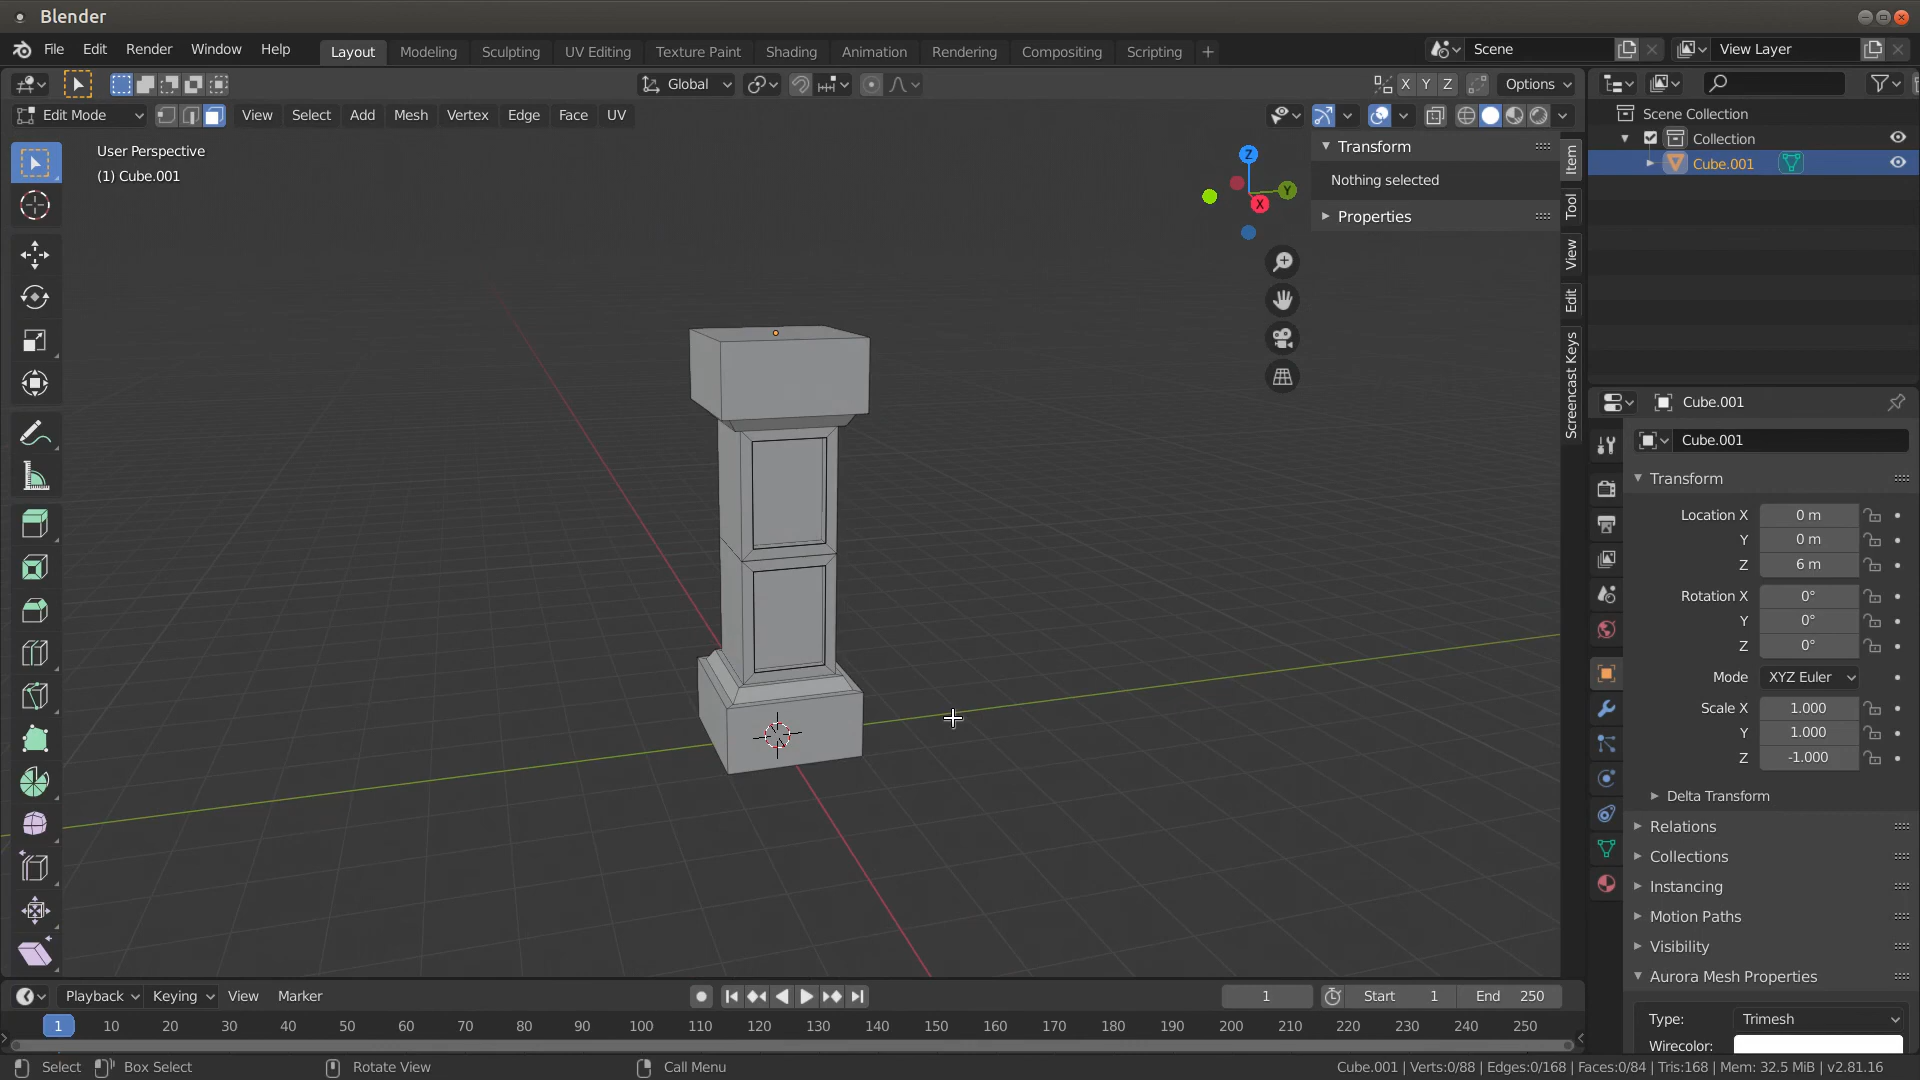 Blender
File Edit Render Window Help Layout Modeling Sculpting UV Editing Texture Paint Shading Animation Rendering Compositing Scripting + Scene View Layer
Global X Y Z Options
Edit Mode View Select Add Mesh Vertex Edge Face UV
User Perspective
(1) Cube.001
Z
Y
X
Transform
Nothing selected
Properties
Item
Tool
View
Edit
Screencast Keys
Scene Collection
Collection
Cube.001
Cube.001
Cube.001
Transform
Location X 0 m
Y 0 m
Z 6 m
Rotation X 0°
Y 0°
Z 0°
Mode XYZ Euler
Scale X 1.000
Y 1.000
Z -1.000
Delta Transform
Relations
Collections
Instancing
Motion Paths
Visibility
Aurora Mesh Properties
Type: Trimesh
Wirecolor:
Playback Keying View Marker 1 Start 1 End 250
1 10 20 30 40 50 60 70 80 90 100 110 120 130 140 150 160 170 180 190 200 210 220 230 240 250
Select Box Select Rotate View Call Menu Cube.001 | Verts:0/88 | Edges:0/168 | Faces:0/84 | Tris:168 | Mem: 32.5 MiB | v2.81.16